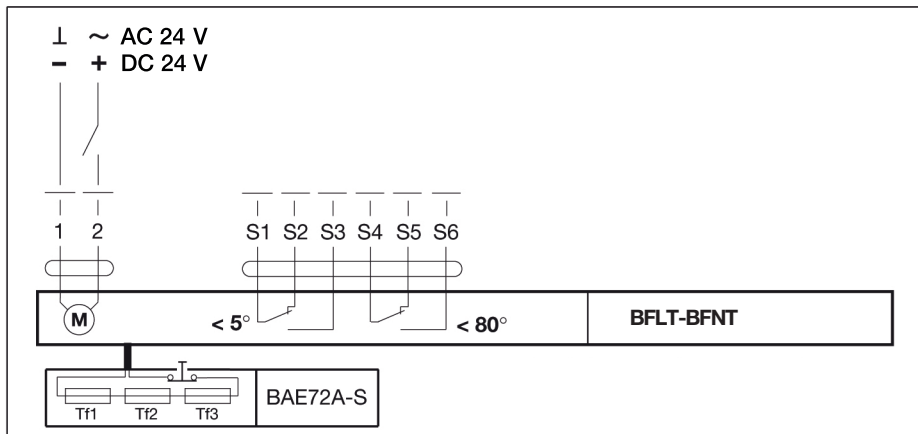 ⊥ ~ AC 24 V
− + DC 24 V
1 2 S1 S2 S3 S4 S5 S6
M < 5° < 80° BFLT-BFNT
T
BAE72A-S
Tf1 Tf2 Tf3